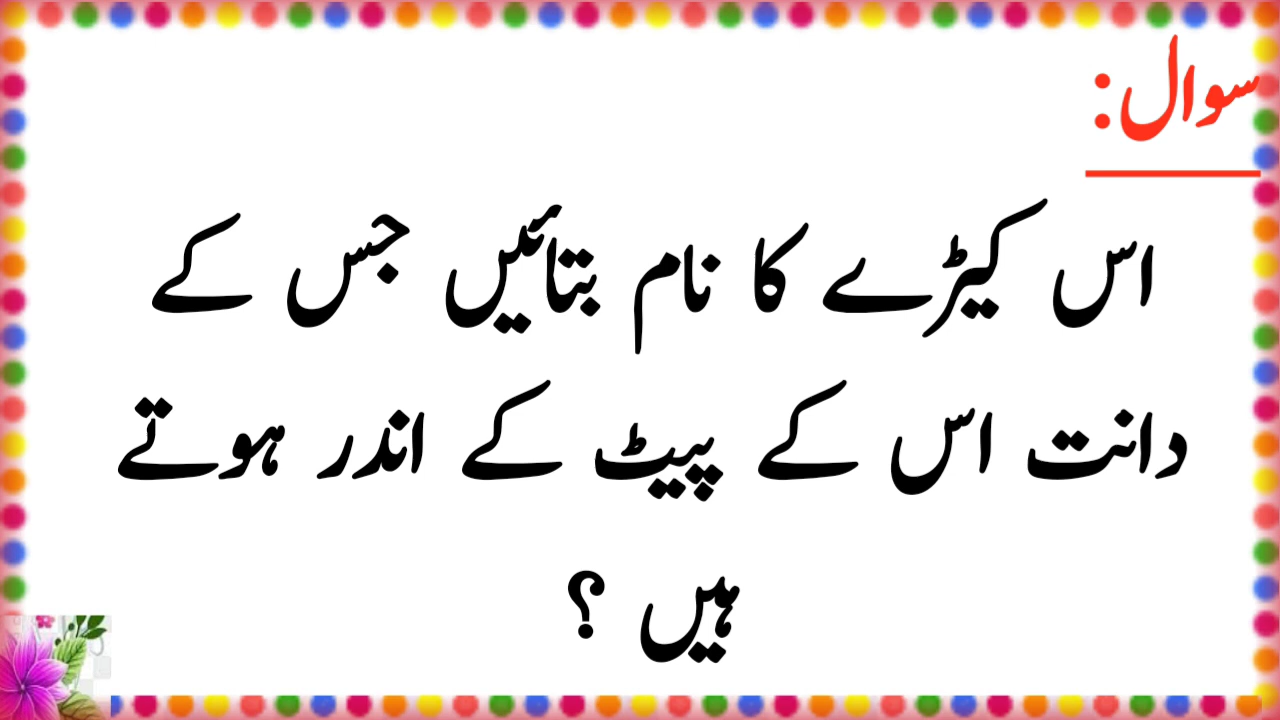 سوال:
اس کیڑے کا نام بتائیں جس کے
دانت اس کے پیٹ کے اندر ہوتے
ہیں ؟